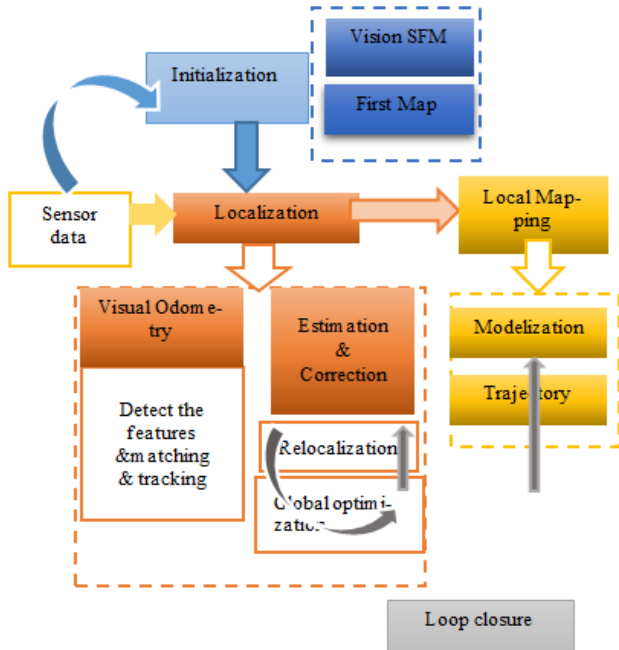 Vision SFM
Initialization
First Map
Sensor
data
Localization
Local Map-
ping
Visual Odome-
try
Estimation
&
Correction
Modelization
Trajectory
Detect the
features
&matching
& tracking
Relocalization
Global optimi-
zation
Loop closure